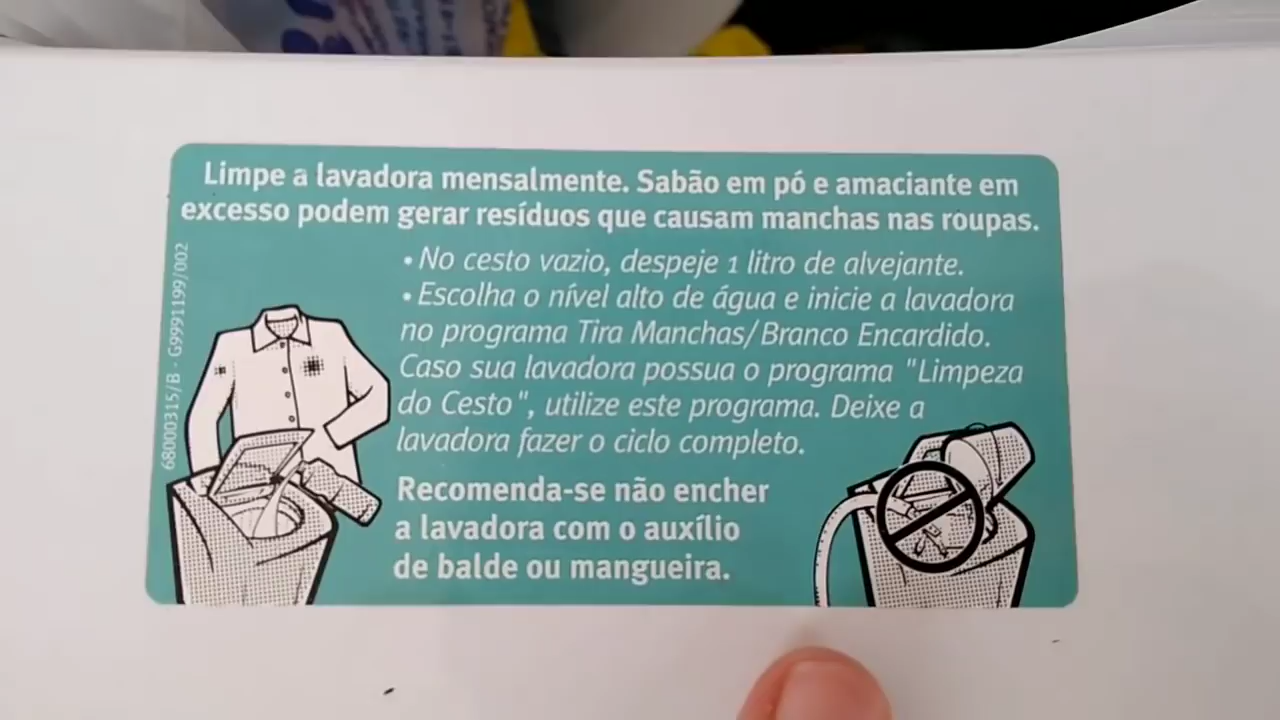 Limpe a lavadora mensalmente. Sabão em pó e amaciante em
excesso podem gerar resíduos que causam manchas nas roupas.
• No cesto vazio, despeje 1 litro de alvejante.
• Escolha o nível alto de água e inicie a lavadora
no programa Tira Manchas/Branco Encardido.
Caso sua lavadora possua o programa "Limpeza
do Cesto", utilize este programa. Deixe a
lavadora fazer o ciclo completo.
Recomenda-se não encher
a lavadora com o auxílio
de balde ou mangueira.
68000315/B - G9991199/002